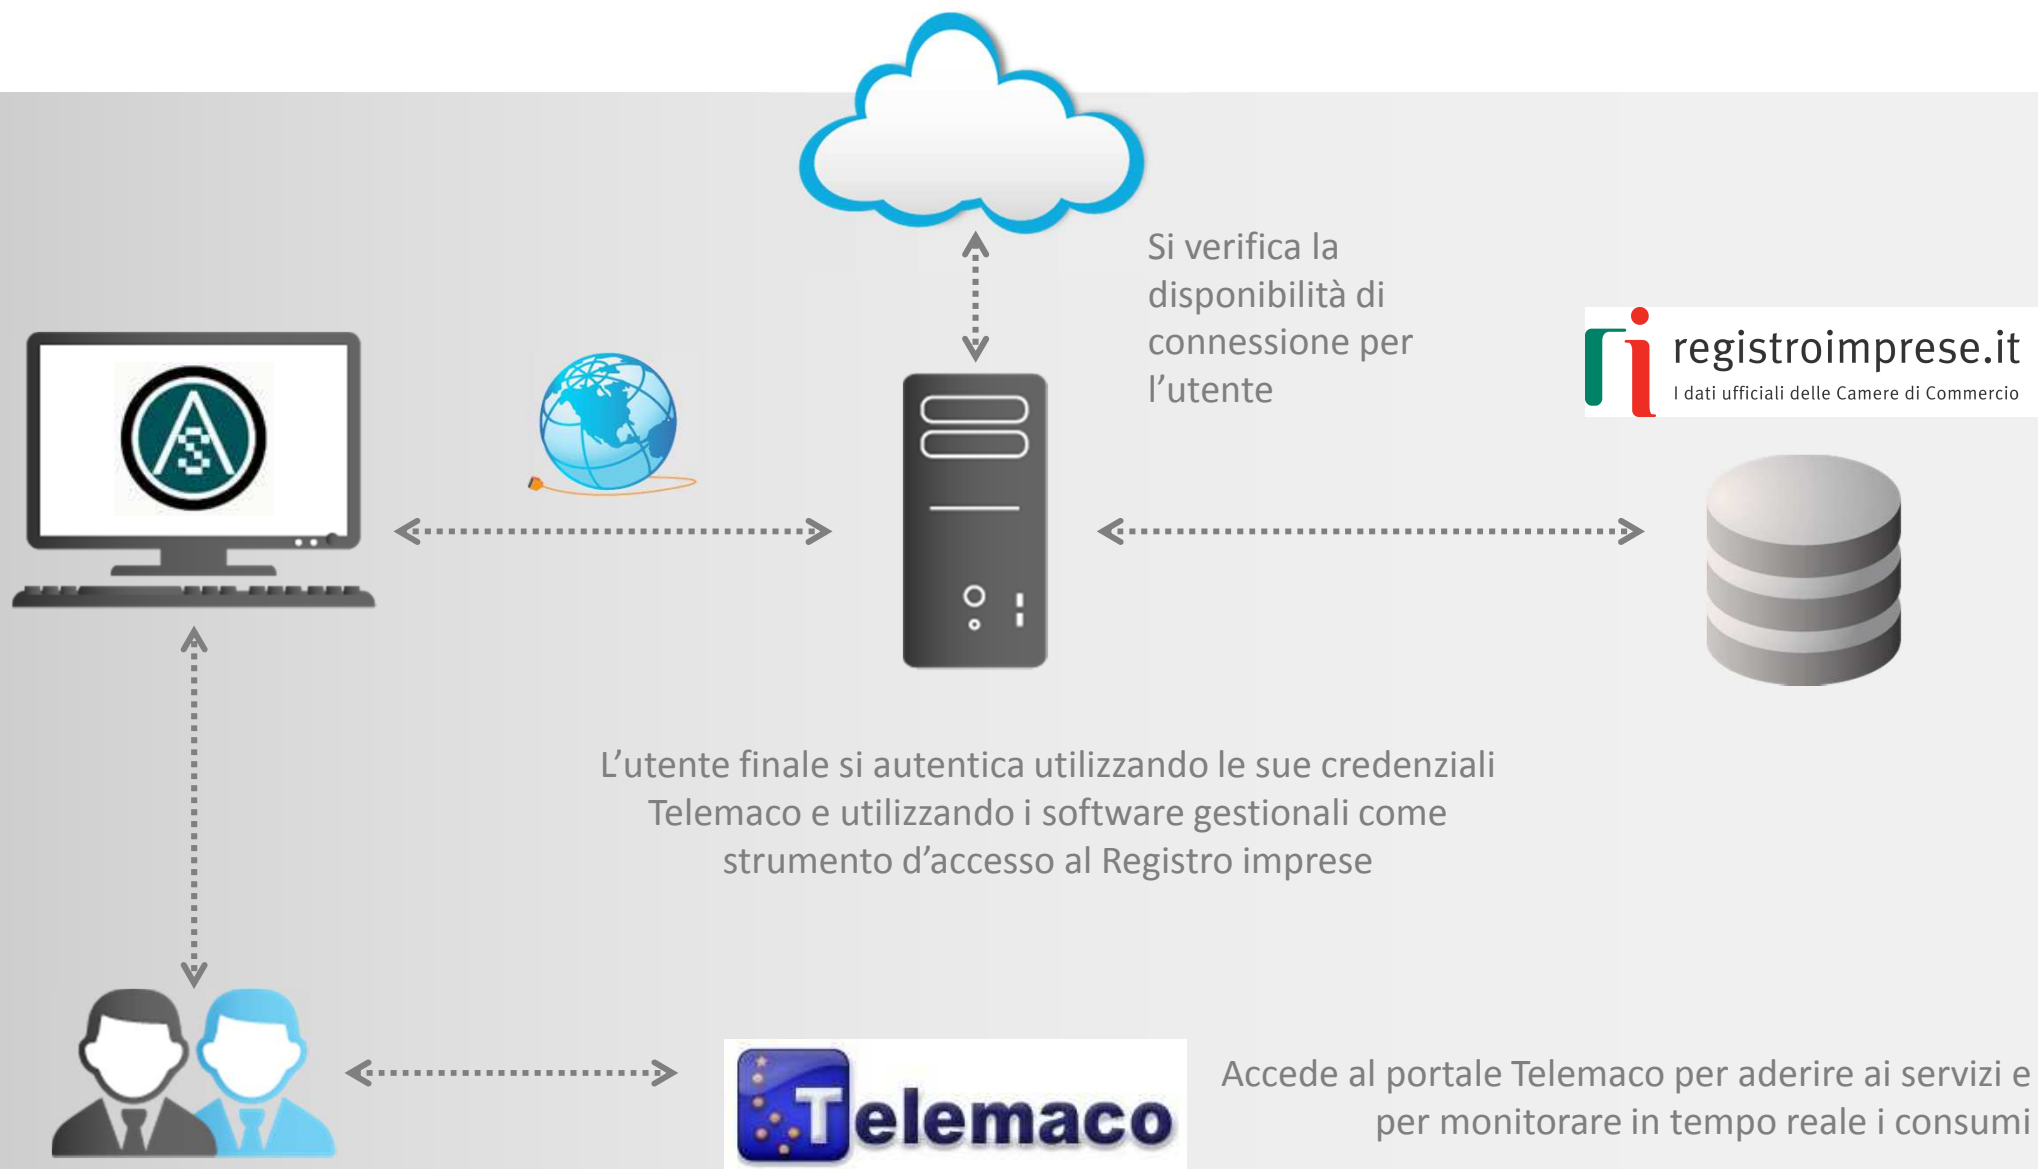 Si verifica la
disponibilità di
connessione per
l'utente
registroimprese.it
I dati ufficiali delle Camere di Commercio
L'utente finale si autentica utilizzando le sue credenziali
Telemaco e utilizzando i software gestionali come
strumento d'accesso al Registro imprese
Telemaco
Accede al portale Telemaco per aderire ai servizi e
per monitorare in tempo reale i consumi